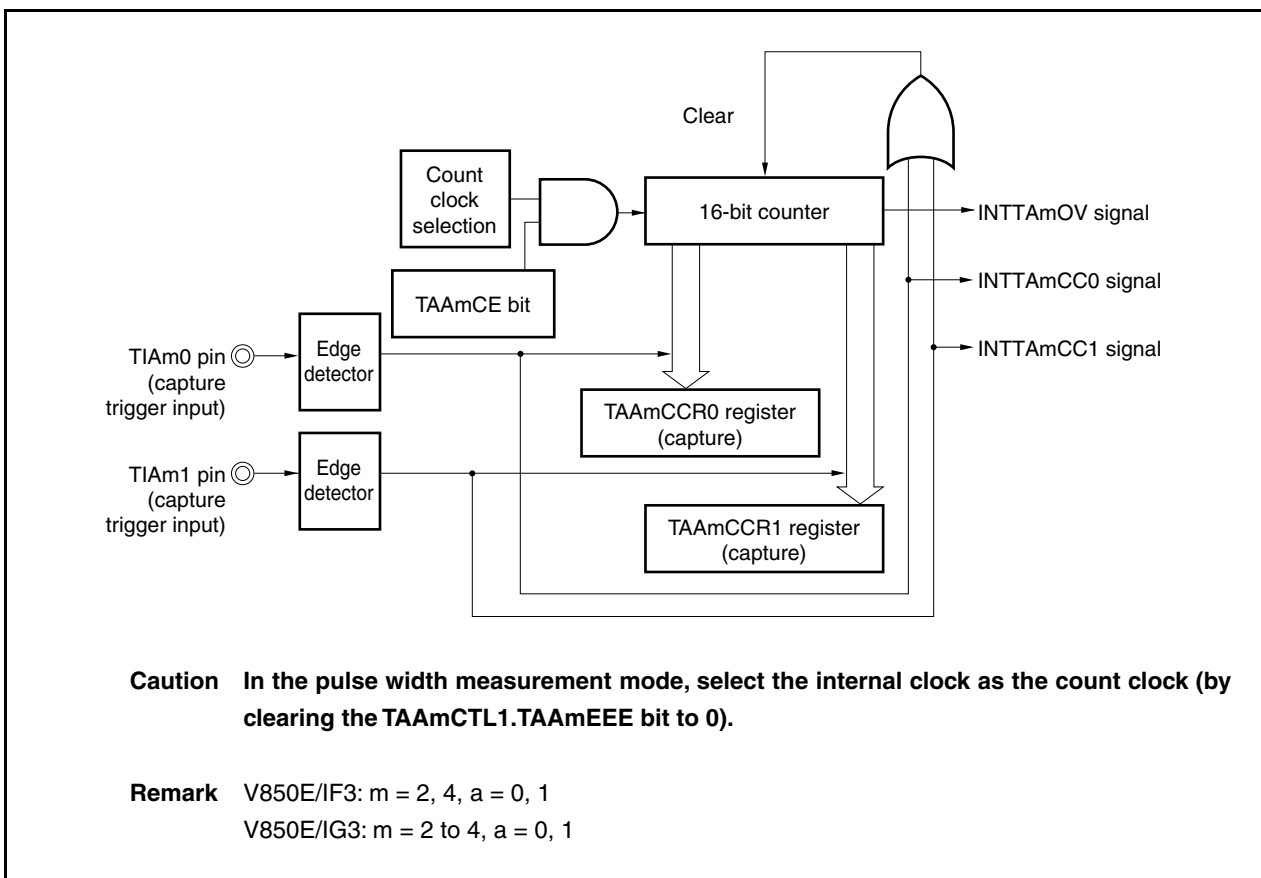 Clear
Count
clock
selection
16-bit counter
INTTAmOV signal
TAAmCE bit
INTTAmCC0 signal
TIAm0 pin
(capture
trigger input)
Edge
detector
INTTAmCC1 signal
TAAmCCR0 register
(capture)
TIAm1 pin
(capture
trigger input)
Edge
detector
TAAmCCR1 register
(capture)
Caution In the pulse width measurement mode, select the internal clock as the count clock (by
clearing the TAAmCTL1.TAAmEEE bit to 0).
Remark V850E/IF3: m = 2, 4, a = 0, 1
V850E/IG3: m = 2 to 4, a = 0, 1